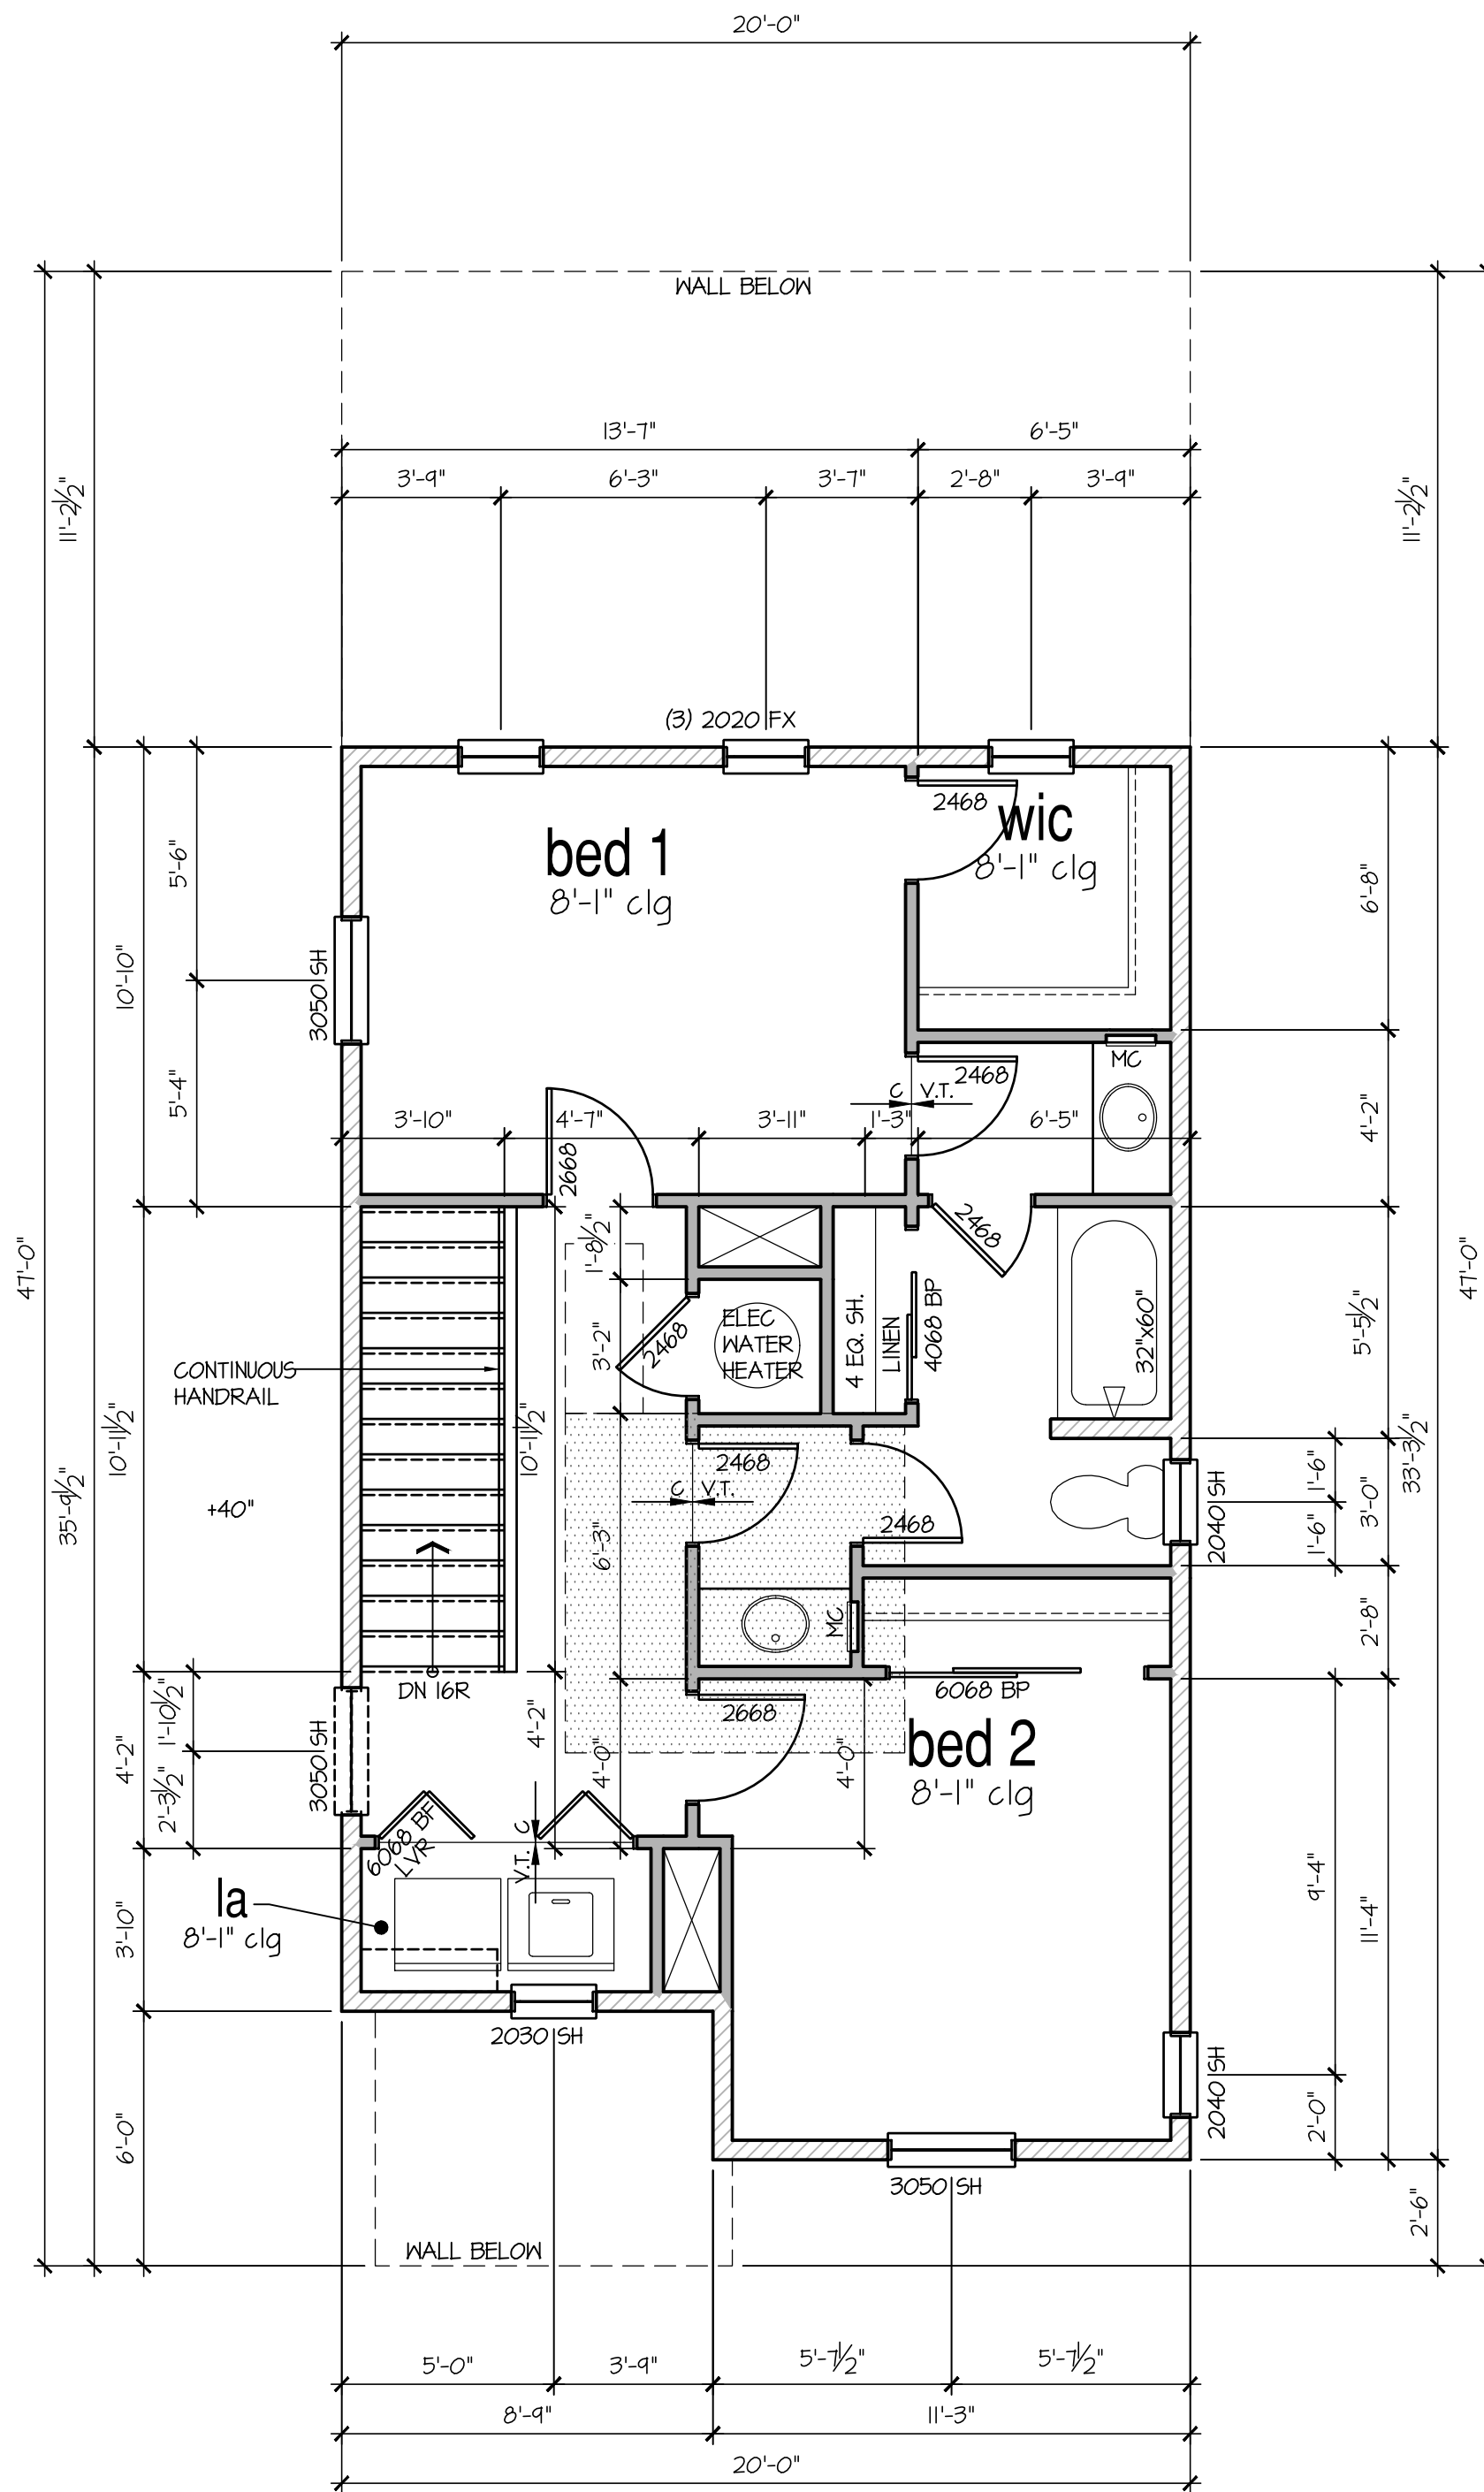 20'-0"
WALL BELOW
13'-7"
6'-5"
3'-9"
6'-3"
3'-7"
2'-8"
3'-9"
11'-2½"
11'-2½"
(3) 2020 FX
2468
wic
8'-1" clg
bed 1
8'-1" clg
5'-6"
6'-8"
10'-10"
3050 SH
MC
2468
C
V.T.
5'-4"
3'-10"
4'-7"
3'-11"
1'-3"
6'-5"
4'-2"
2668
2468
1'-8½"
47'-0"
47'-0"
ELEC
WATER
HEATER
2468
3'-2"
4 EQ. SH.
LINEN
4068 BP
32"x60"
5'-5½"
CONTINUOUS
HANDRAIL
10'-11½"
10'-11½"
33'-3½"
35'-9½"
2468
C
V.T.
+40"
2468
6'-3"
2040 SH
1'-6"
1'-6"
3'-0"
MC
2'-8"
DN 16R
6068 BP
2668
bed 2
8'-1" clg
1'-10½"
4'-2"
3050 SH
2'-3½"
4'-2"
4'-0"
4'-0"
6068 BF
LVR
C
V.T.
la
8'-1" clg
3'-10"
9'-4"
11'-4"
2030 SH
2040 SH
2'-0"
6'-0"
3050 SH
2'-6"
WALL BELOW
5'-0"
3'-9"
5'-7½"
5'-7½"
8'-9"
11'-3"
20'-0"